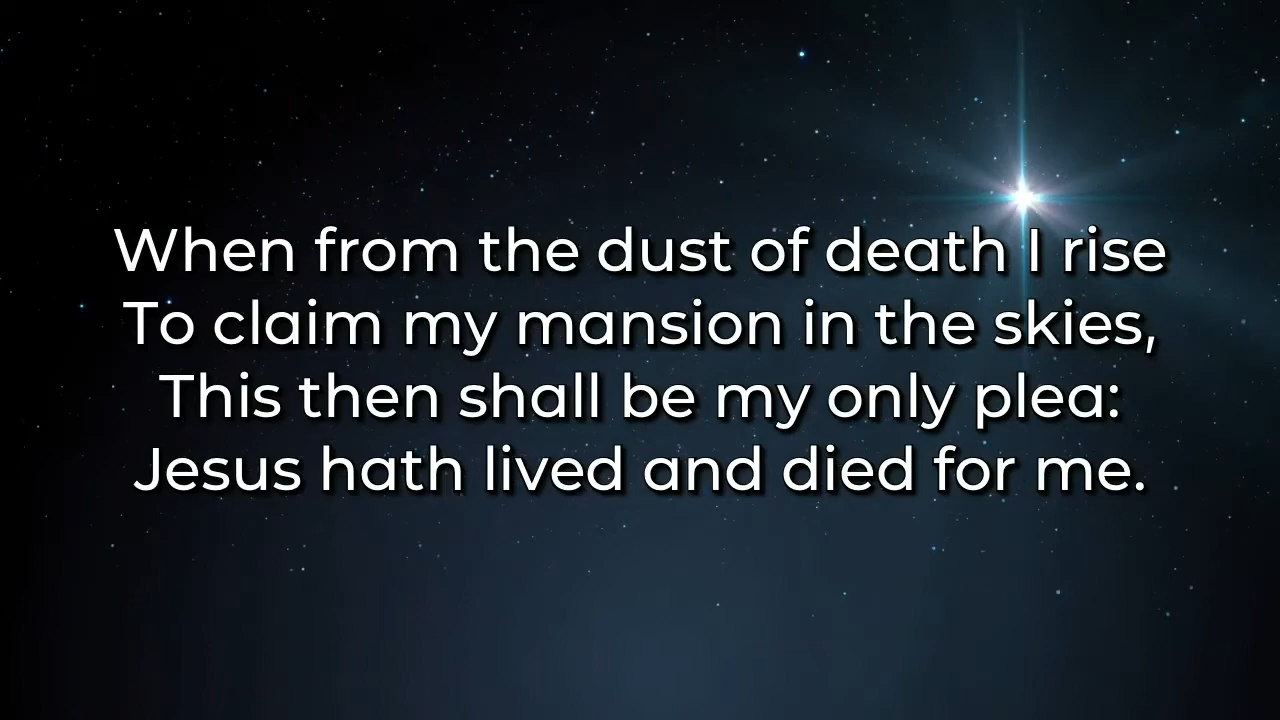 When from the dust of death I rise
To claim my mansion in the skies,
This then shall be my only plea:
Jesus hath lived and died for me.